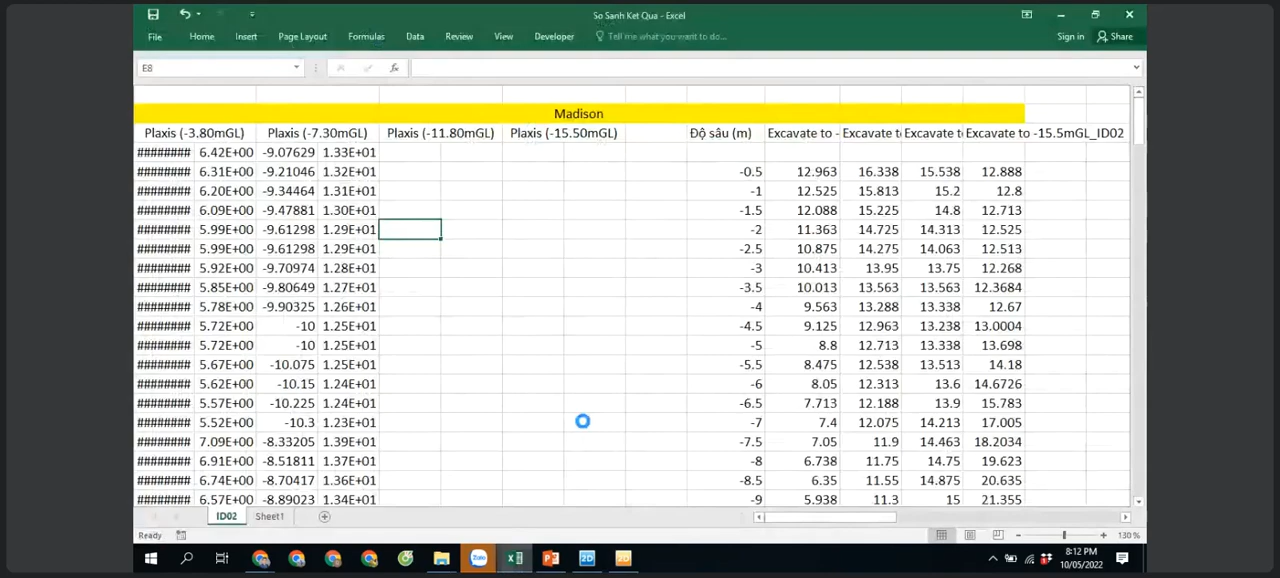 So Sanh Ket Qua - Excel
File Home Insert Page Layout Formulas Data Review View Developer Tell me what you want to do... Sign in Share
E8 fx
Madison
Plaxis (-3.80mGL) Plaxis (-7.30mGL) Plaxis (-11.80mGL) Plaxis (-15.50mGL) Độ sâu (m) Excavate to - Excavate to Excavate to Excavate to -15.5mGL_ID02
######## 6.42E+00 -9.07629 1.33E+01
######## 6.31E+00 -9.21046 1.32E+01 -0.5 12.963 16.338 15.538 12.888
######## 6.20E+00 -9.34464 1.31E+01 -1 12.525 15.813 15.2 12.8
######## 6.09E+00 -9.47881 1.30E+01 -1.5 12.088 15.225 14.8 12.713
######## 5.99E+00 -9.61298 1.29E+01 -2 11.363 14.725 14.313 12.525
######## 5.99E+00 -9.61298 1.29E+01 -2.5 10.875 14.275 14.063 12.513
######## 5.92E+00 -9.70974 1.28E+01 -3 10.413 13.95 13.75 12.268
######## 5.85E+00 -9.80649 1.27E+01 -3.5 10.013 13.563 13.563 12.3684
######## 5.78E+00 -9.90325 1.26E+01 -4 9.563 13.288 13.338 12.67
######## 5.72E+00 -10 1.25E+01 -4.5 9.125 12.963 13.238 13.0004
######## 5.72E+00 -10 1.25E+01 -5 8.8 12.713 13.338 13.698
######## 5.67E+00 -10.075 1.25E+01 -5.5 8.475 12.538 13.513 14.18
######## 5.62E+00 -10.15 1.24E+01 -6 8.05 12.313 13.6 14.6726
######## 5.57E+00 -10.225 1.24E+01 -6.5 7.713 12.188 13.9 15.783
######## 5.52E+00 -10.3 1.23E+01 -7 7.4 12.075 14.213 17.005
######## 7.09E+00 -8.33205 1.39E+01 -7.5 7.05 11.9 14.463 18.2034
######## 6.91E+00 -8.51811 1.37E+01 -8 6.738 11.75 14.75 19.623
######## 6.74E+00 -8.70417 1.36E+01 -8.5 6.35 11.55 14.875 20.635
######## 6.57E+00 -8.89023 1.34E+01 -9 5.938 11.3 15 21.355
ID02 Sheet1
Ready 130%
Zalo 2D 2D 8:12 PM
10/05/2022